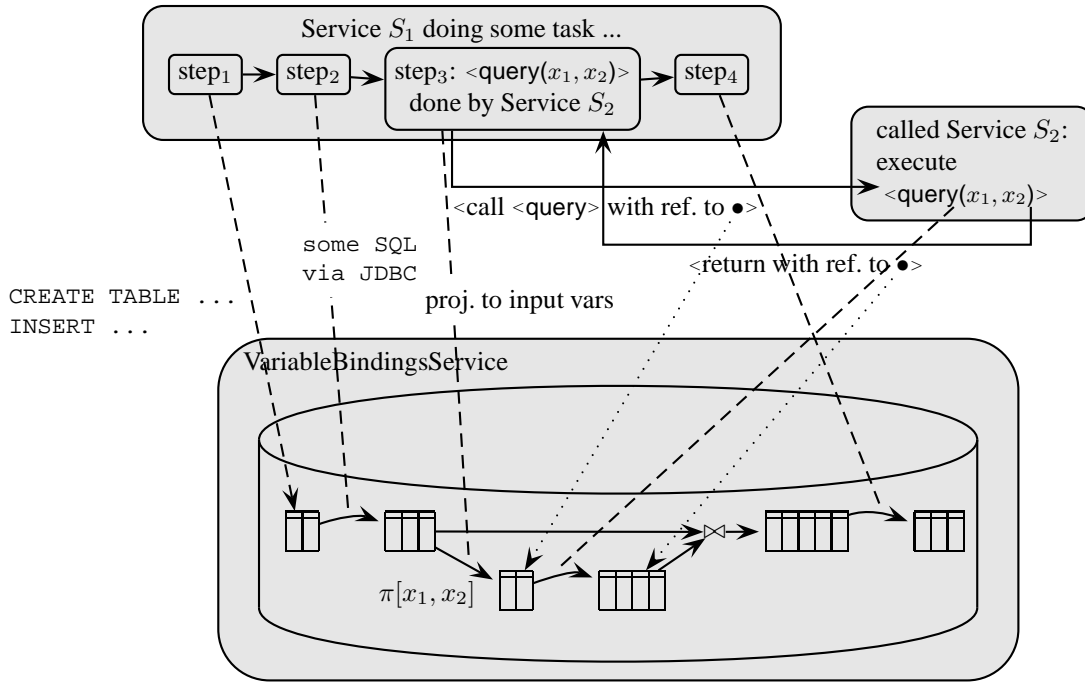 Service S₁ doing some task ...
step₁
step₂
step₃: <query(x₁, x₂)>
done by Service S₂
step₄
called Service S₂:
execute
<query(x₁, x₂)>
<call <query> with ref. to ●>
some SQL
via JDBC
<return with ref. to ●>
CREATE TABLE ...
INSERT ...
proj. to input vars
VariableBindingsService
⋈
π[x₁, x₂]